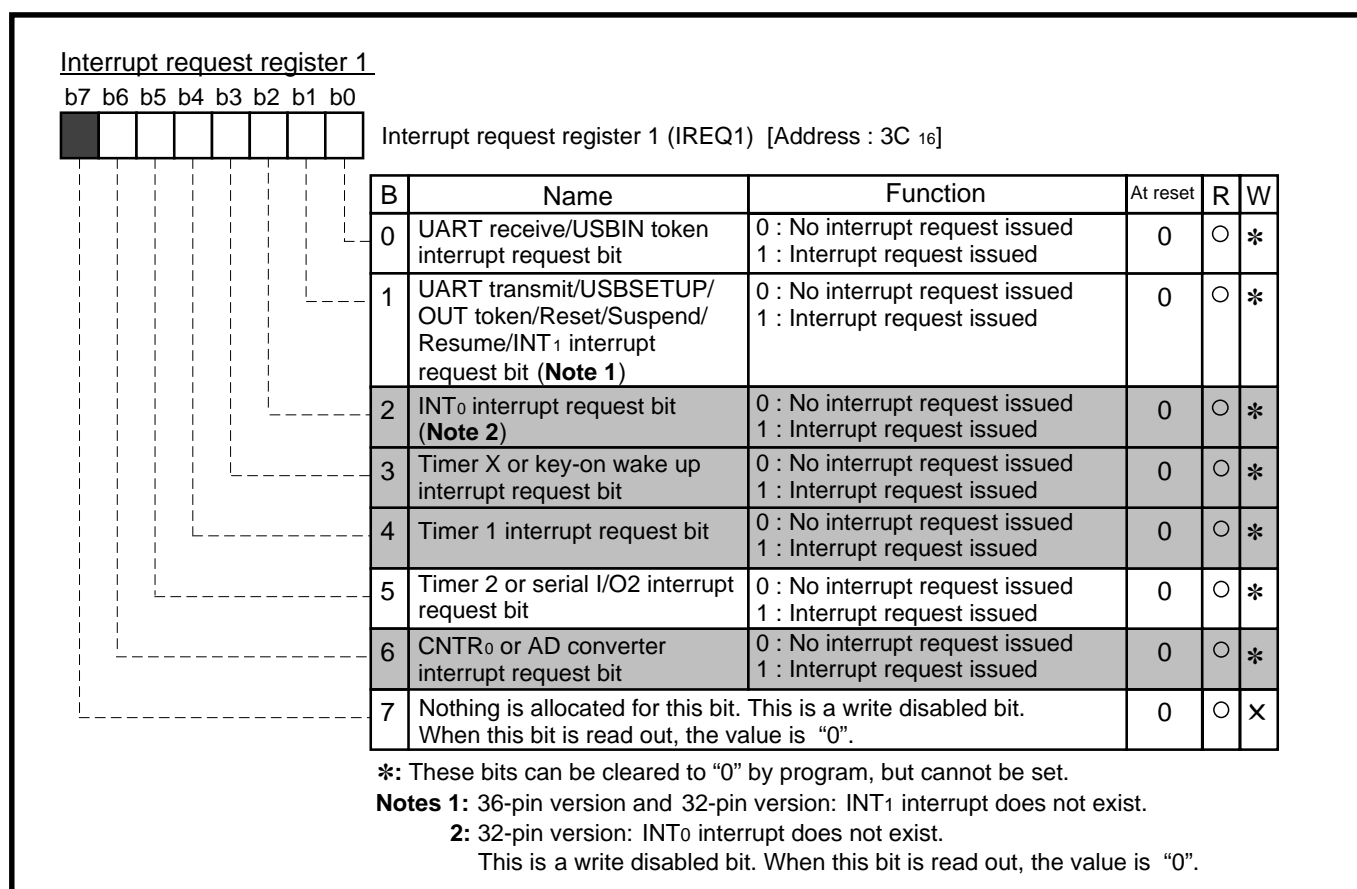 Interrupt request register 1
b7 b6 b5 b4 b3 b2 b1 b0
Interrupt request register 1 (IREQ1) [Address : 3C 16]
B Name Function At reset R W
0 UART receive/USBIN token interrupt request bit 0 : No interrupt request issued 1 : Interrupt request issued 0 ○ ✻
1 UART transmit/USBSETUP/ OUT token/Reset/Suspend/ Resume/INT1 interrupt request bit (Note 1) 0 : No interrupt request issued 1 : Interrupt request issued 0 ○ ✻
2 INT0 interrupt request bit (Note 2) 0 : No interrupt request issued 1 : Interrupt request issued 0 ○ ✻
3 Timer X or key-on wake up interrupt request bit 0 : No interrupt request issued 1 : Interrupt request issued 0 ○ ✻
4 Timer 1 interrupt request bit 0 : No interrupt request issued 1 : Interrupt request issued 0 ○ ✻
5 Timer 2 or serial I/O2 interrupt request bit 0 : No interrupt request issued 1 : Interrupt request issued 0 ○ ✻
6 CNTR0 or AD converter interrupt request bit 0 : No interrupt request issued 1 : Interrupt request issued 0 ○ ✻
7 Nothing is allocated for this bit. This is a write disabled bit. When this bit is read out, the value is “0”. 0 ○ ×
✻: These bits can be cleared to “0” by program, but cannot be set.
Notes 1: 36-pin version and 32-pin version: INT1 interrupt does not exist.
2: 32-pin version: INT0 interrupt does not exist.
This is a write disabled bit. When this bit is read out, the value is “0”.